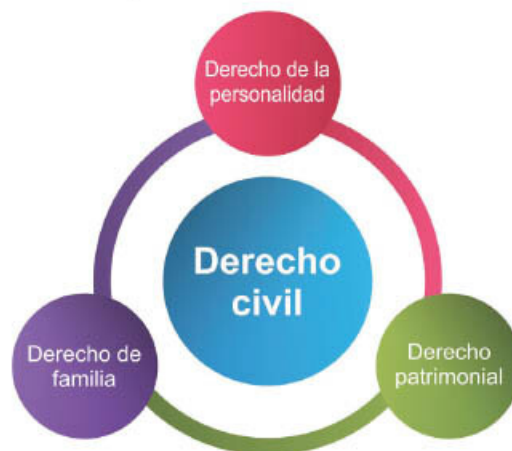 Derecho de la
personalidad
Derecho
civil
Derecho de
familia
Derecho
patrimonial